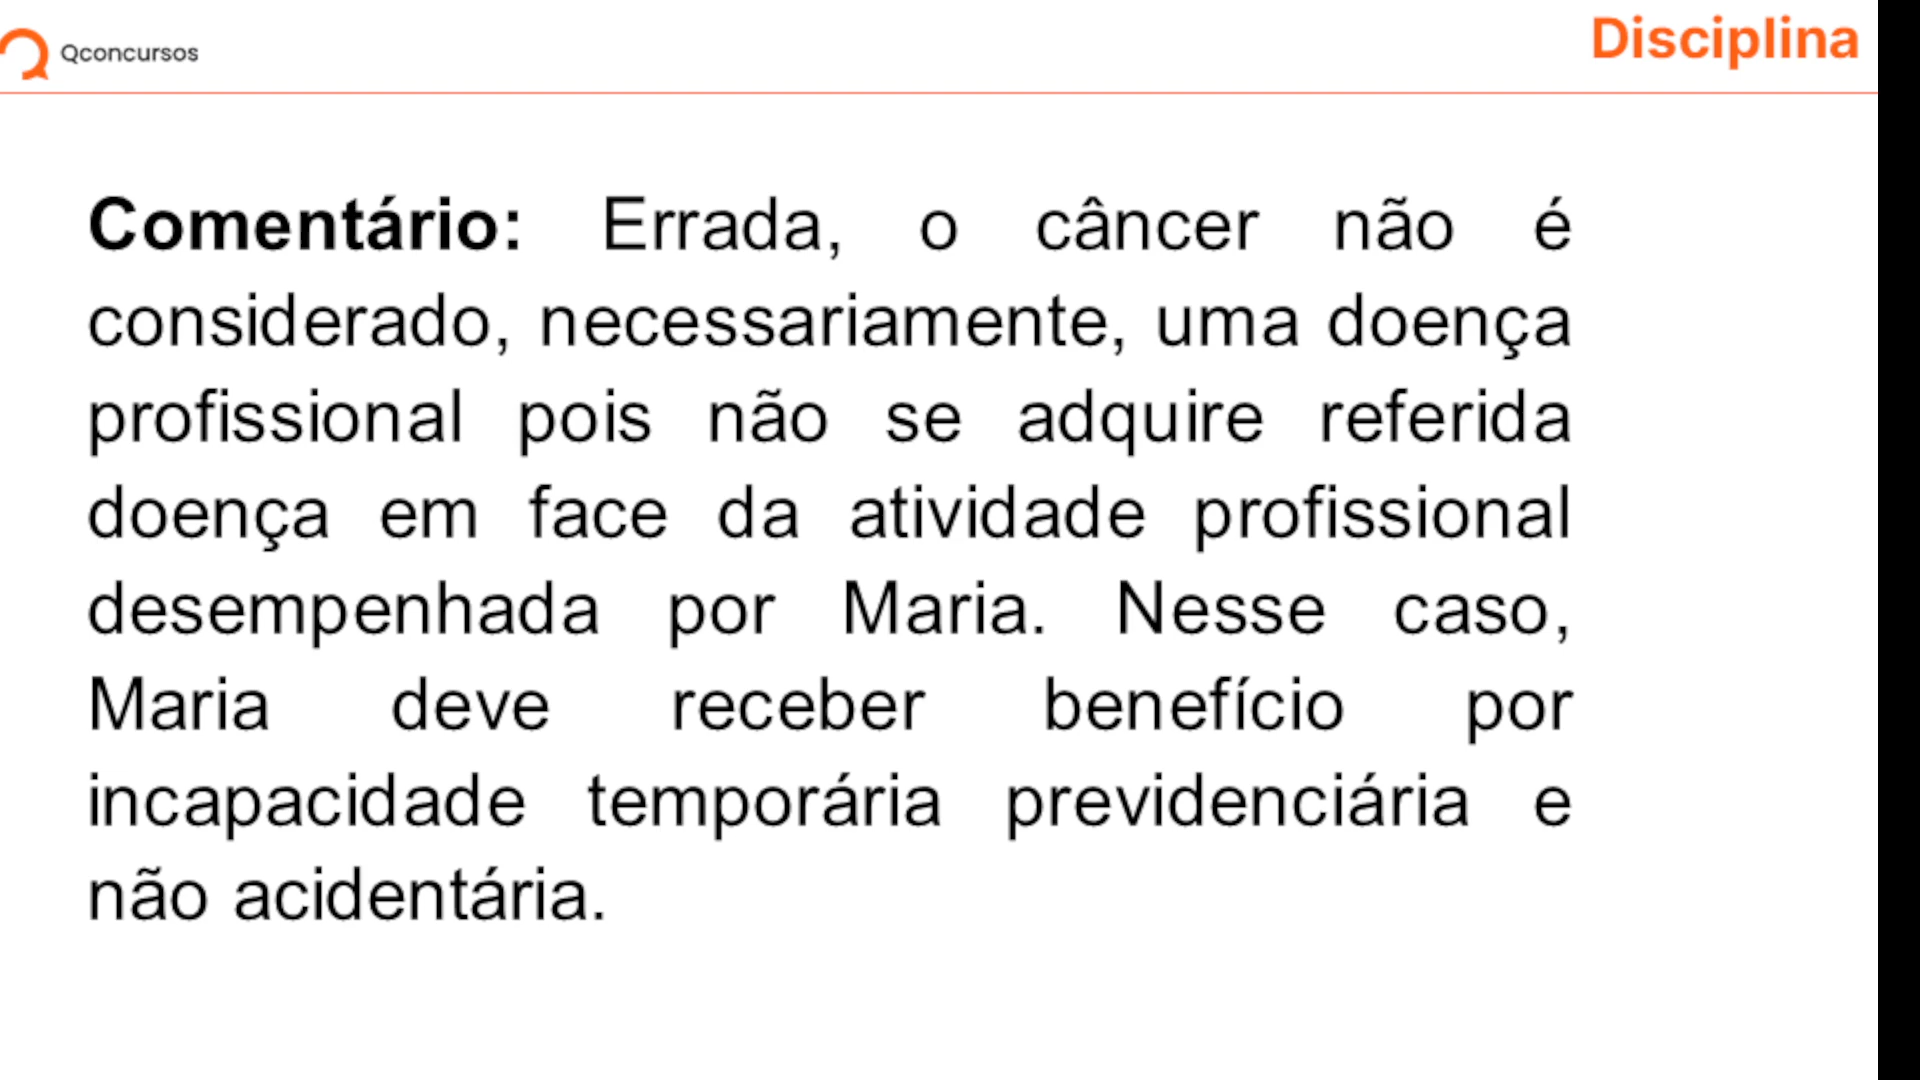 Qconcursos
Disciplina
Comentário: Errada, o câncer não é
considerado, necessariamente, uma doença
profissional pois não se adquire referida
doença em face da atividade profissional
desempenhada por Maria. Nesse caso,
Maria deve receber benefício por
incapacidade temporária previdenciária e
não acidentária.